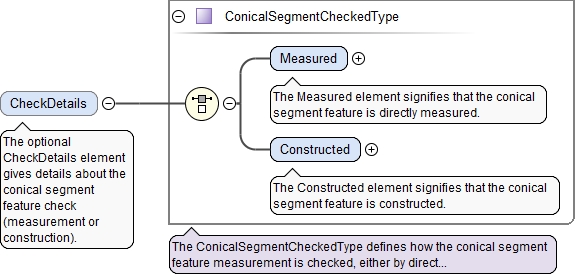 ConicalSegmentCheckedType
Measured
The Measured element signifies that the conical
segment feature is directly measured.
CheckDetails
The optional
CheckDetails element
gives details about the
conical segment
feature check
(measurement or
construction).
Constructed
The Constructed element signifies that the conical
segment feature is constructed.
The ConicalSegmentCheckedType defines how the conical segment
feature measurement is checked, either by direct...